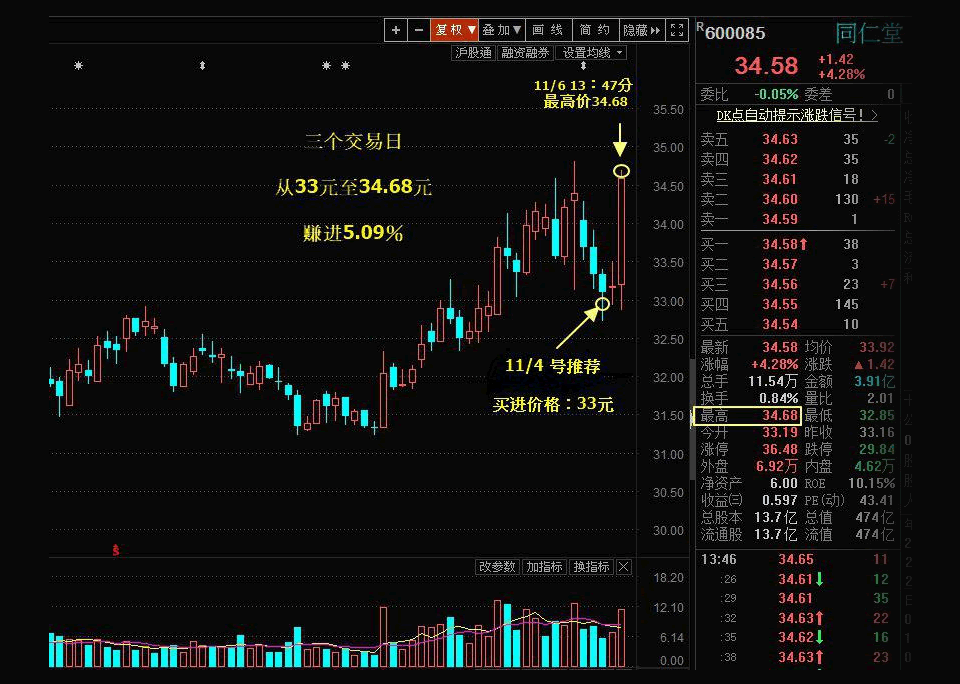 + − 复权▼ 叠加▼ 画线 简约 隐藏
沪股通 融资融券 设置均线
11/6 13：47分
最高价34.68
三个交易日
从33元至34.68元
赚进5.09%
11/4 号推荐
买进价格：33元
35.50
35.00
34.50
34.00
33.50
33.00
32.50
32.00
31.50
31.00
30.50
30.00
$
改参数 加指标 换指标
18.20
12.10
6.14
0.00
R600085 同仁堂
34.58 +1.42
+4.28%
委比 -0.05% 委差 0
DK点自动提示涨跌信号！
卖五 34.63 35 -2
卖四 34.62 35
卖三 34.61 18
卖二 34.60 130 +15
卖一 34.59 1
买一 34.58↑ 38
买二 34.57 3
买三 34.56 23 +7
买四 34.55 145
买五 34.54 10
最新 34.58 均价 33.92
涨幅 +4.28% 涨跌 ▲1.42
总手 11.54万 金额 3.91亿
换手 0.84% 量比 2.01
最高 34.68 最低 32.85
今开 33.19 昨收 33.16
涨停 36.48 跌停 29.84
外盘 6.92万 内盘 4.62万
净资产 6.00 ROE 10.15%
收益㈢ 0.597 PE(动) 43.41
总股本 13.7亿 总值 474亿
流通股 13.7亿 流值 474亿
13:46 34.65 11
:26 34.61↓ 12
:29 34.61 35
:32 34.63↑ 22
:35 34.62↓ 16
:38 34.63↑ 23